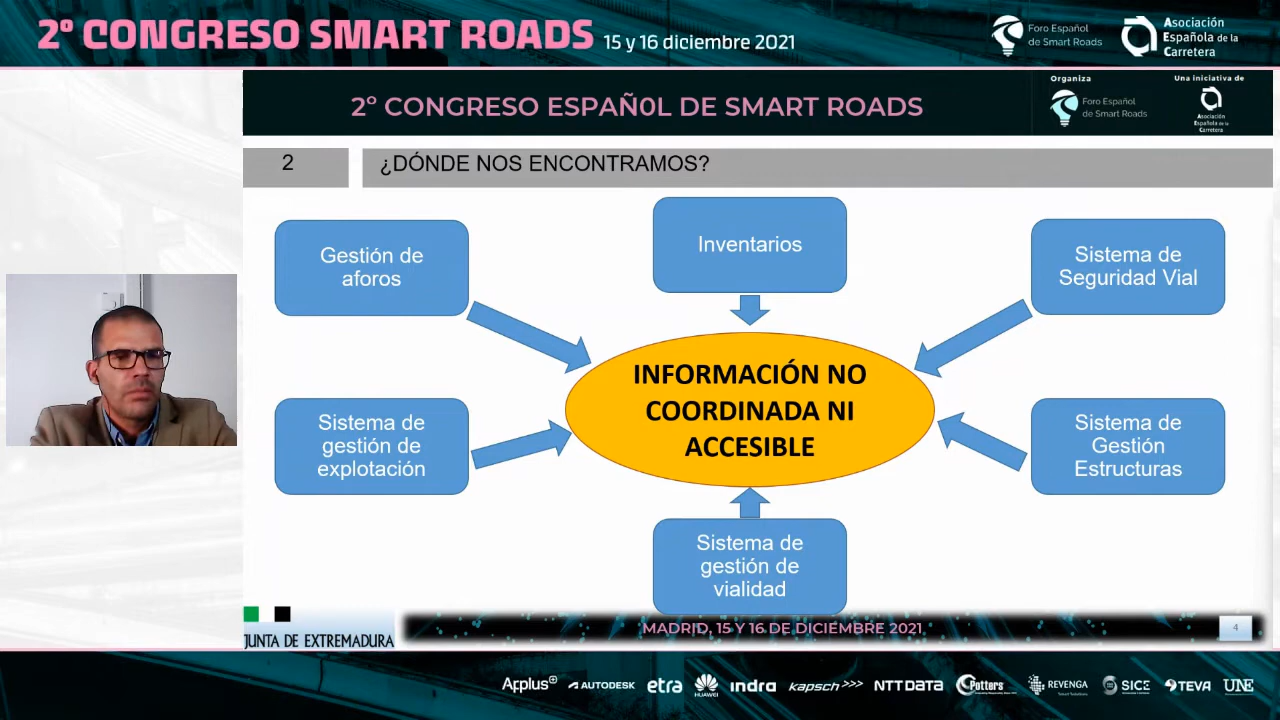 2º CONGRESO SMART ROADS 15 y 16 diciembre 2021
Foro Español
de Smart Roads
Asociación
Española de la
Carretera
2º CONGRESO ESPAÑ0L DE SMART ROADS
Organiza
Foro Español
de Smart Roads
Una iniciativa de
Asociación
Española de la
Carretera
2
¿DÓNDE NOS ENCONTRAMOS?
Gestión de
aforos
Inventarios
Sistema de
Seguridad Vial
INFORMACIÓN NO
COORDINADA NI
ACCESIBLE
Sistema de
gestión de
explotación
Sistema de
Gestión
Estructuras
Sistema de
gestión de
vialidad
JUNTA DE EXTREMADURA
MADRID, 15 Y 16 DE DICIEMBRE 2021
4
Applus+
AUTODESK
etra
HUAWEI
indra
kapsch >>>
NTT DATA
Potters
REVENGA
SICE
TEVA
UNE